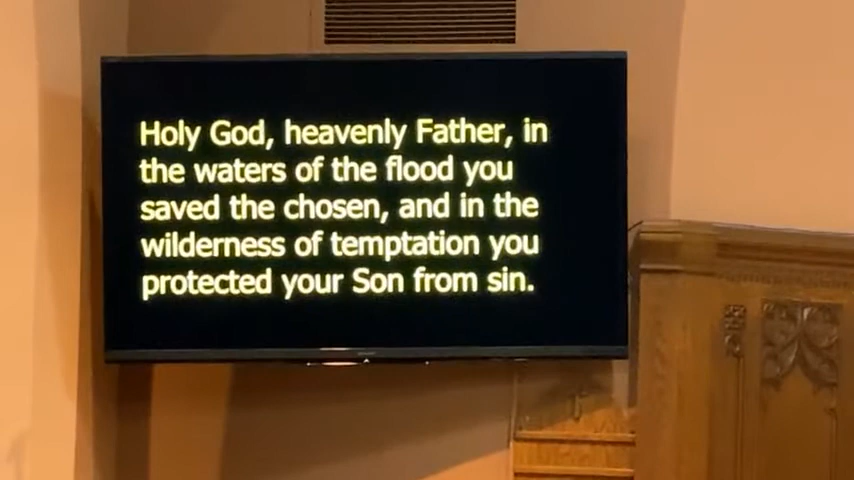 Holy God, heavenly Father, in
the waters of the flood you
saved the chosen, and in the
wilderness of temptation you
protected your Son from sin.